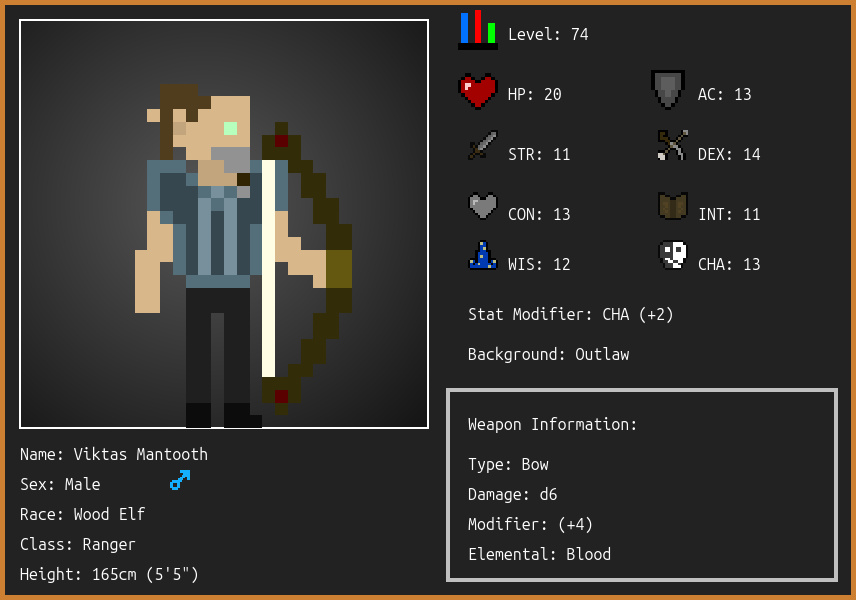 Level: 74
HP: 20
AC: 13
STR: 11
DEX: 14
CON: 13
INT: 11
WIS: 12
CHA: 13
Stat Modifier: CHA (+2)
Background: Outlaw
Weapon Information:
Type: Bow
Damage: d6
Modifier: (+4)
Elemental: Blood
Name: Viktas Mantooth
Sex: Male
Race: Wood Elf
Class: Ranger
Height: 165cm (5'5")